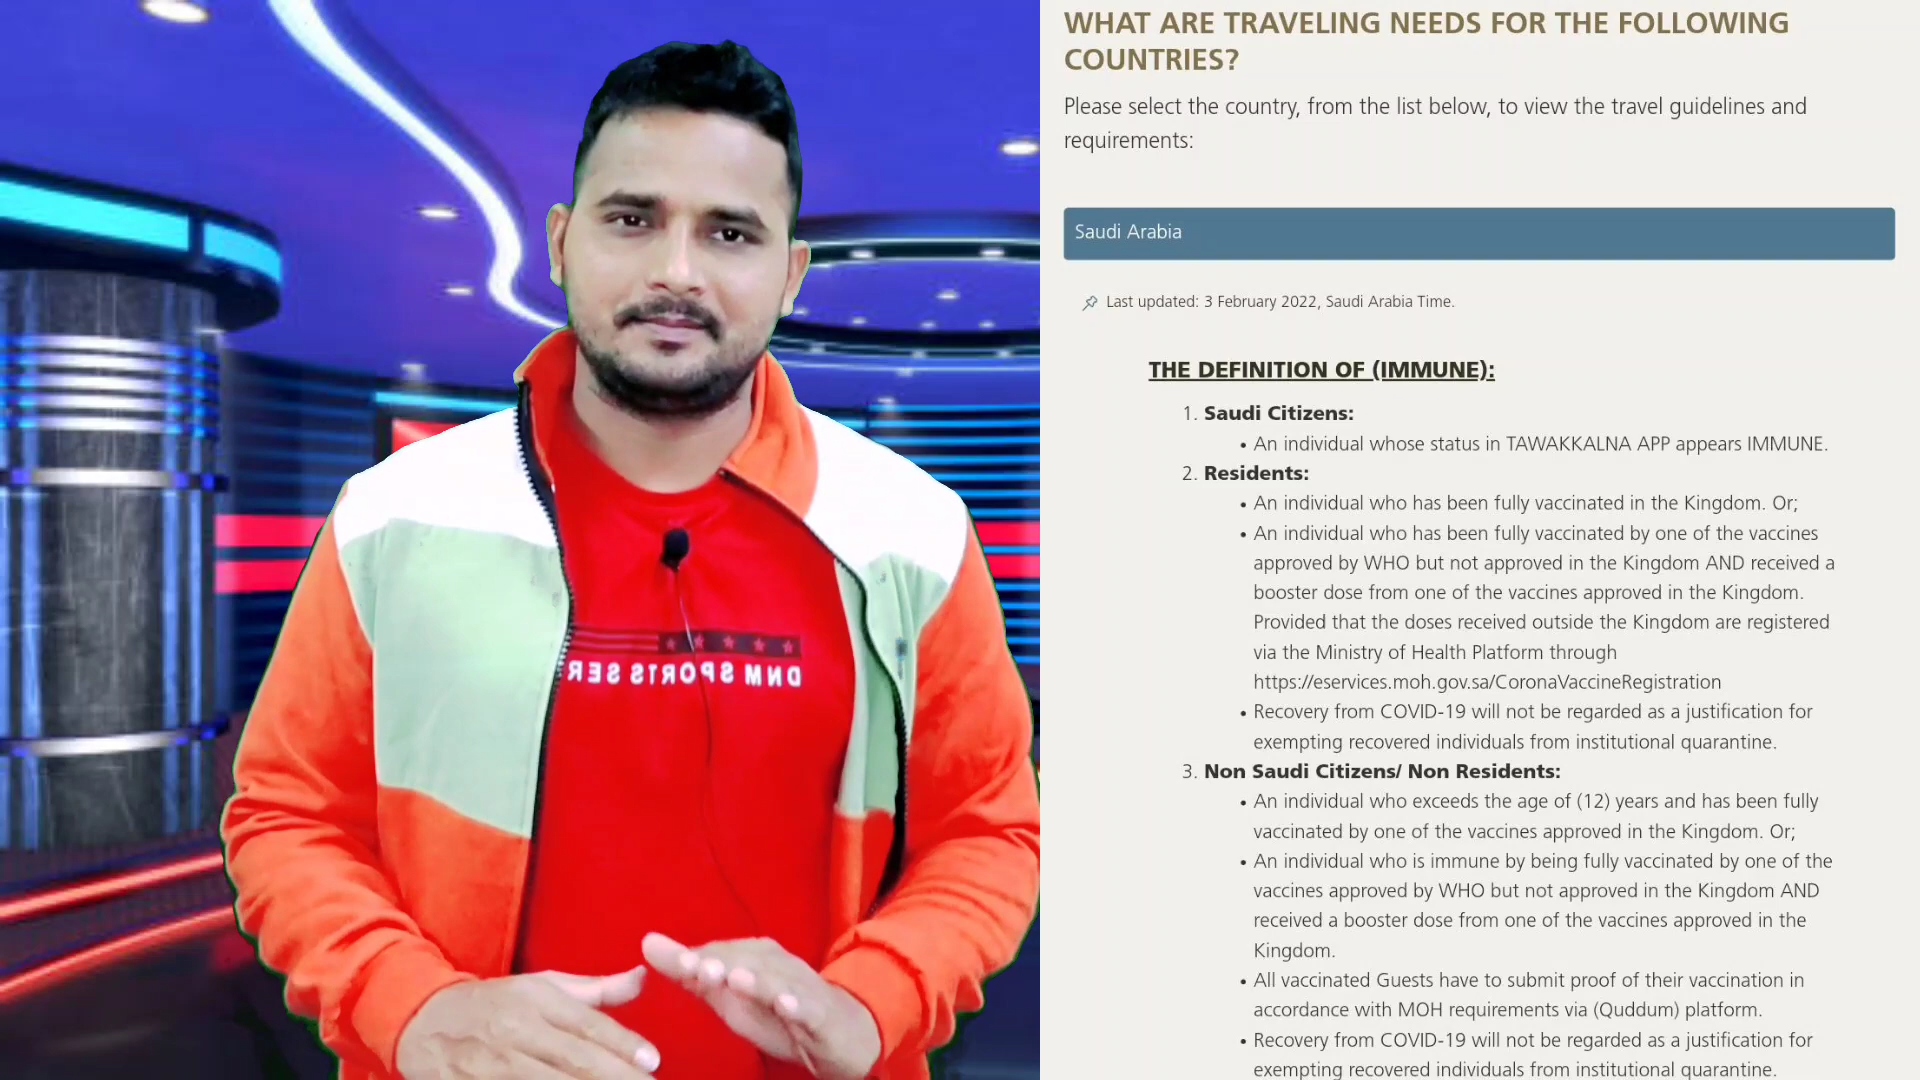 WHAT ARE TRAVELING NEEDS FOR THE FOLLOWING
COUNTRIES?
Please select the country, from the list below, to view the travel guidelines and
requirements:
Saudi Arabia
Last updated: 3 February 2022, Saudi Arabia Time.
THE DEFINITION OF (IMMUNE):
1. Saudi Citizens:
• An individual whose status in TAWAKKALNA APP appears IMMUNE.
2. Residents:
• An individual who has been fully vaccinated in the Kingdom. Or;
• An individual who has been fully vaccinated by one of the vaccines
approved by WHO but not approved in the Kingdom AND received a
booster dose from one of the vaccines approved in the Kingdom.
Provided that the doses received outside the Kingdom are registered
via the Ministry of Health Platform through
https://eservices.moh.gov.sa/CoronaVaccineRegistration
• Recovery from COVID-19 will not be regarded as a justification for
exempting recovered individuals from institutional quarantine.
3. Non Saudi Citizens/ Non Residents:
• An individual who exceeds the age of (12) years and has been fully
vaccinated by one of the vaccines approved in the Kingdom. Or;
• An individual who is immune by being fully vaccinated by one of the
vaccines approved by WHO but not approved in the Kingdom AND
received a booster dose from one of the vaccines approved in the
Kingdom.
• All vaccinated Guests have to submit proof of their vaccination in
accordance with MOH requirements via (Quddum) platform.
• Recovery from COVID-19 will not be regarded as a justification for
exempting recovered individuals from institutional quarantine.
DNM SPORTS SER